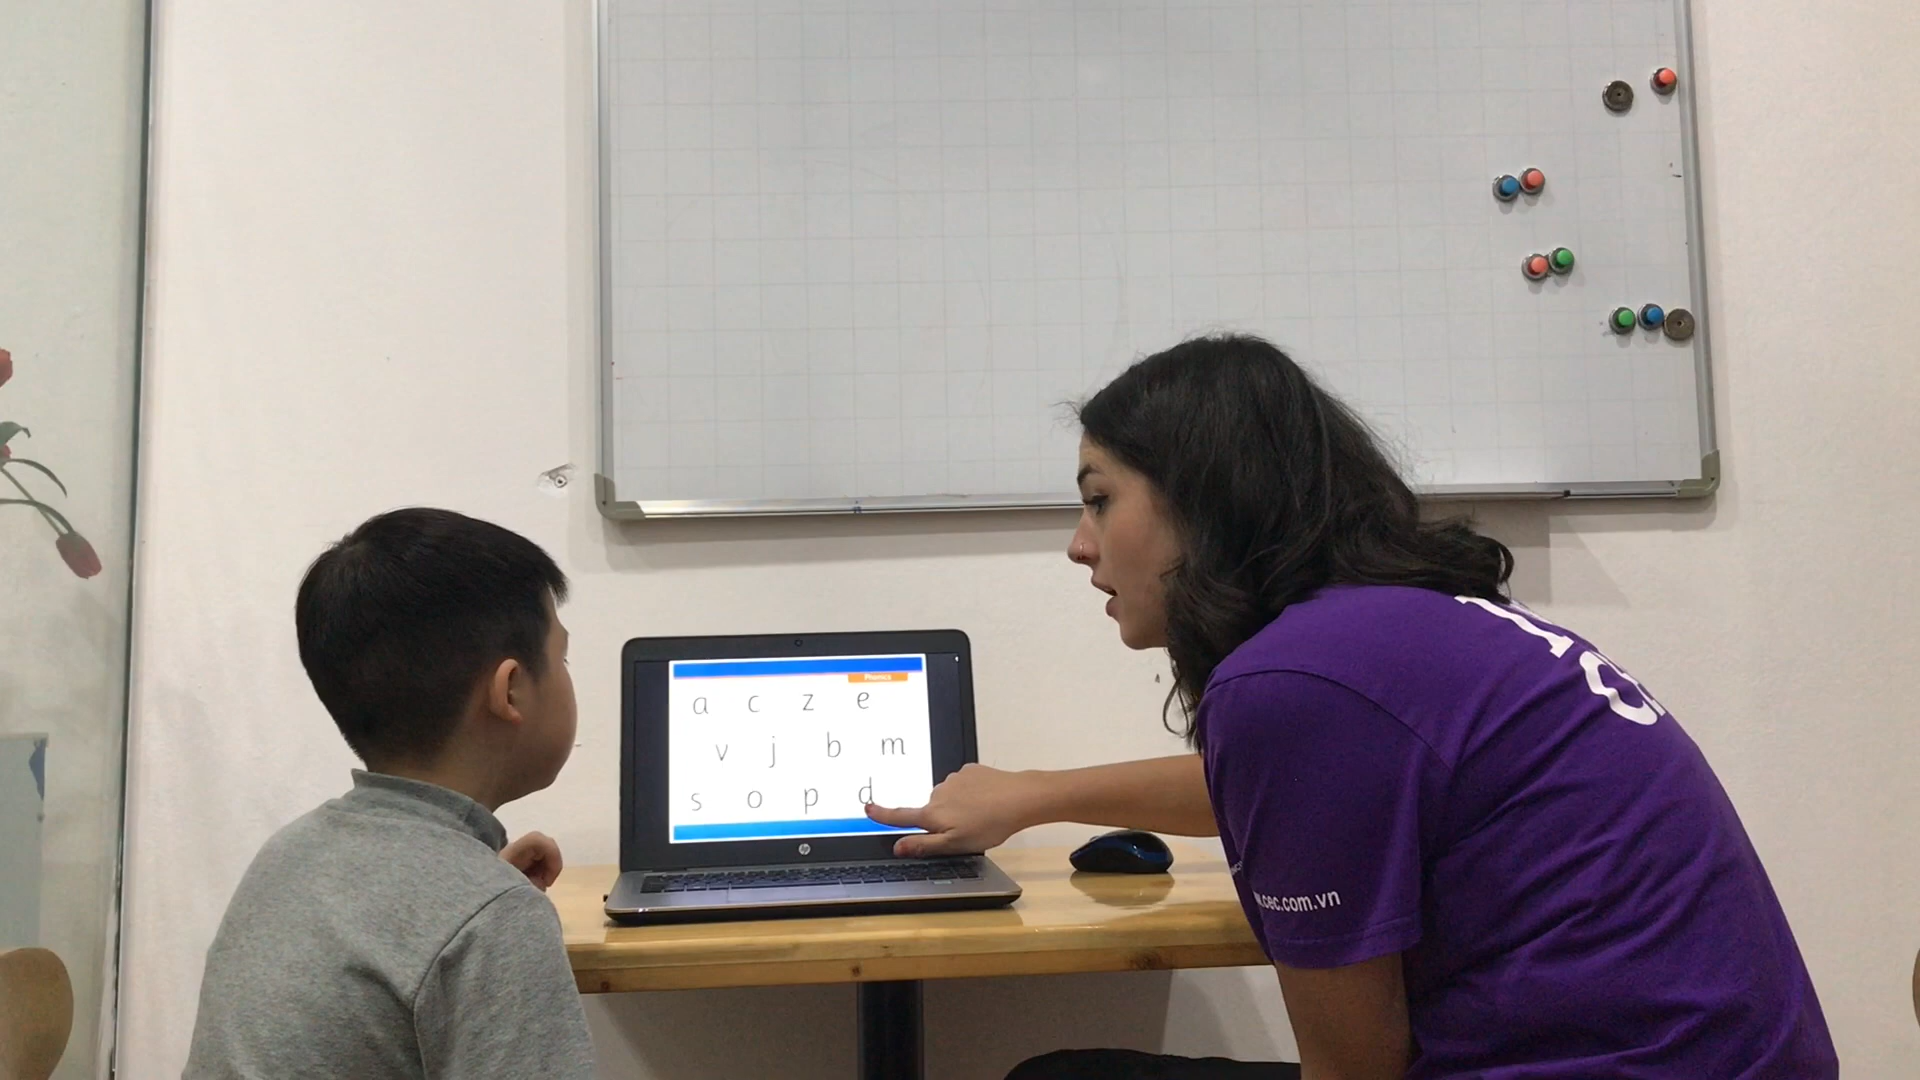 Phonics
a c z e
v j b m
s o p d
hp
.cec.com.vn